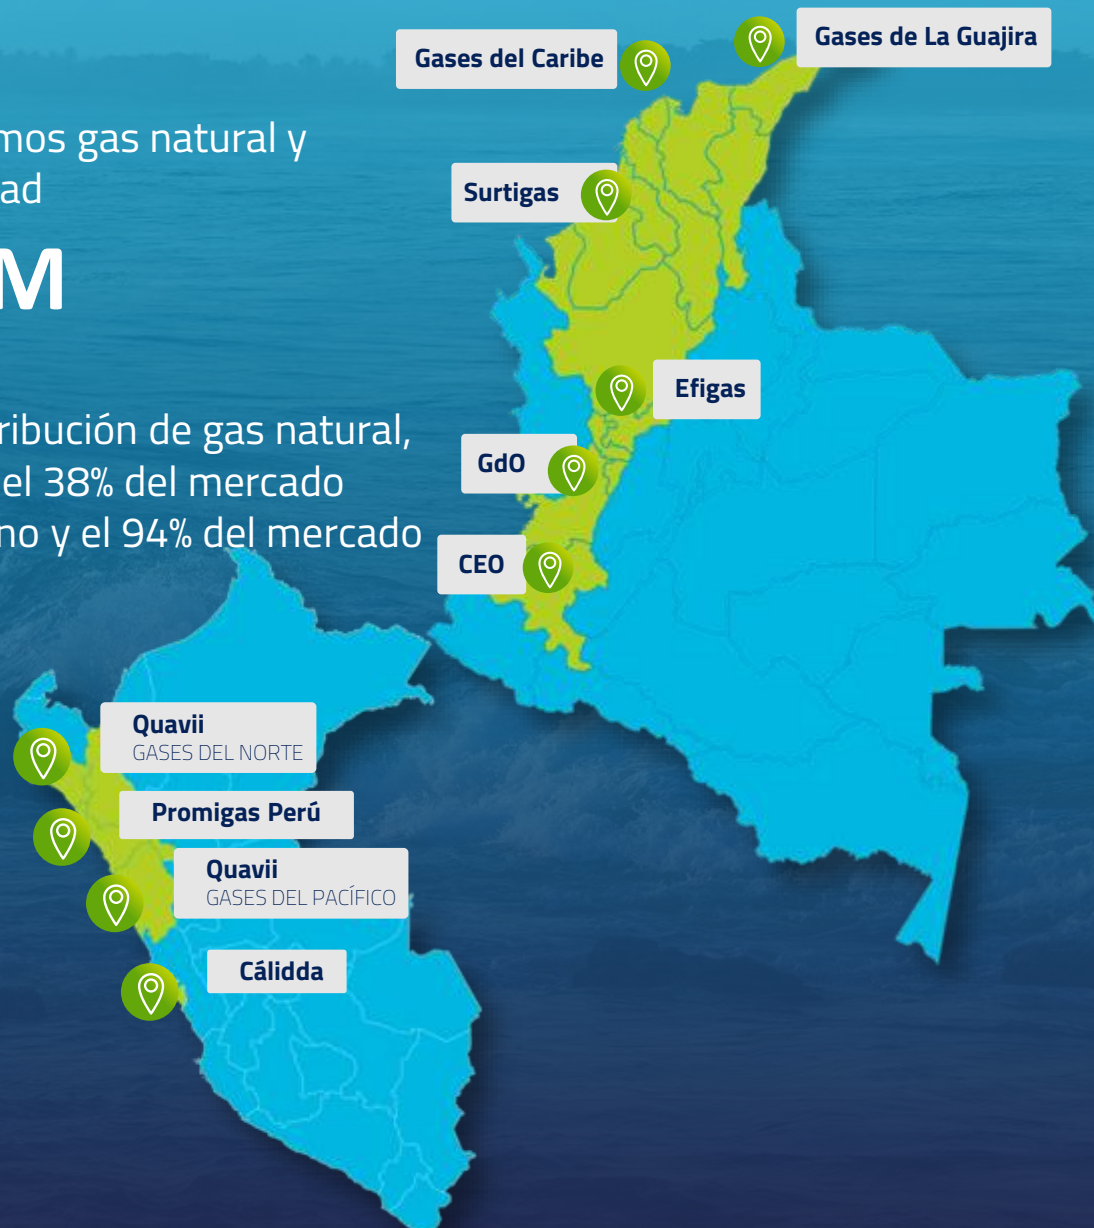 mos gas natural y
ad
M
ribución de gas natural,
el 38% del mercado
no y el 94% del mercado
Gases del Caribe
Gases de La Guajira
Surtigas
Efigas
GdO
CEO
Quavii
GASES DEL NORTE
Promigas Perú
Quavii
GASES DEL PACÍFICO
Cálidda